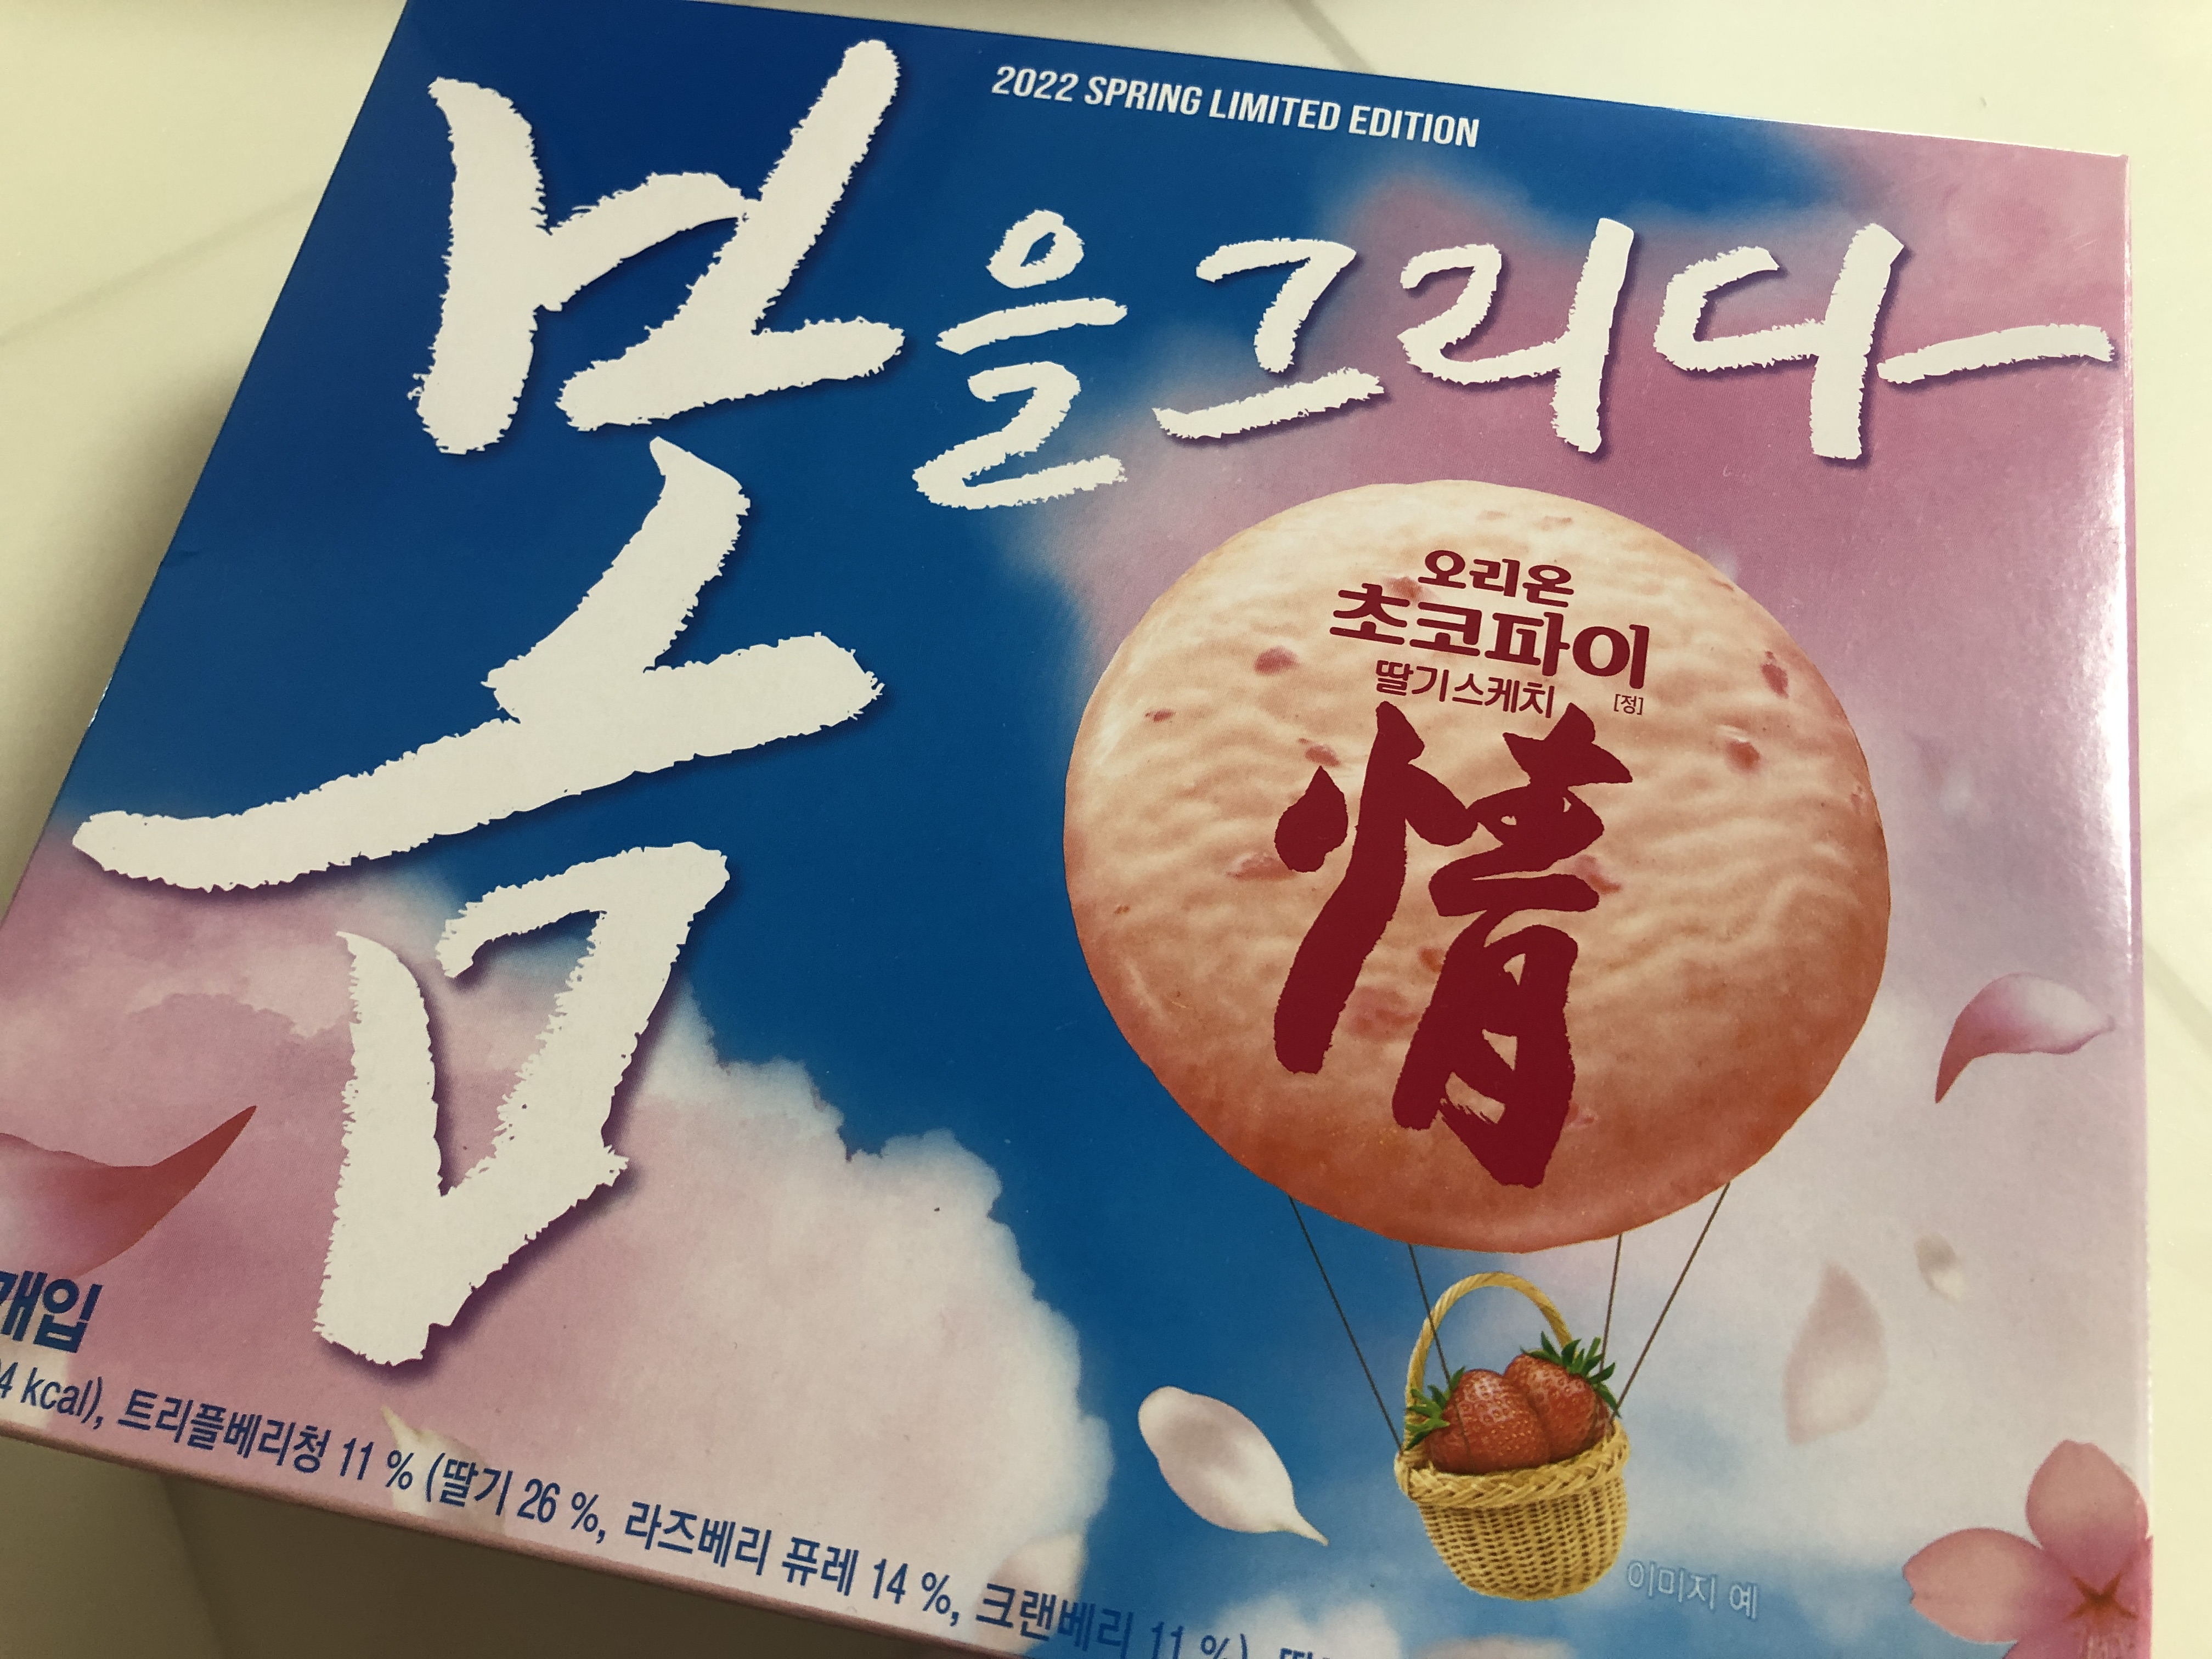 2022 SPRING LIMITED EDITION
봄을 그리다
오리온
초코파이
딸기스케치
[정]
情
개입
kcal), 트리플베리청 11 % (딸기 26 %, 라즈베리 퓨레 14 %, 크랜베리 11 %),
이미지 예